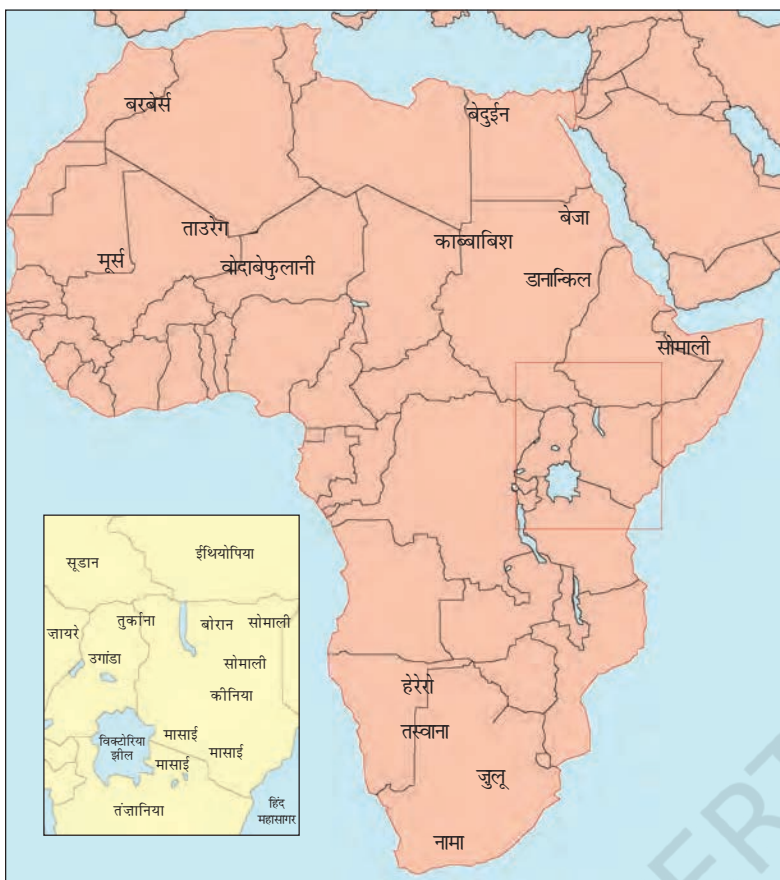 बरबेर्स
बेदुईन
ताउरेग
बेजा
काब्बाबिश
मूर्स
वोदाबेफुलानी
डानान्किल
सोमाली
ईथियोपिया
सूडान
तुर्काना
बोरान
सोमाली
ज़ायरे
उगांडा
सोमाली
कीनिया
मासाई
विक्टोरिया
झील
मासाई
मासाई
तंज़ानिया
हिंद
महासागर
हेरेरो
तस्वाना
ज़ुलू
नामा